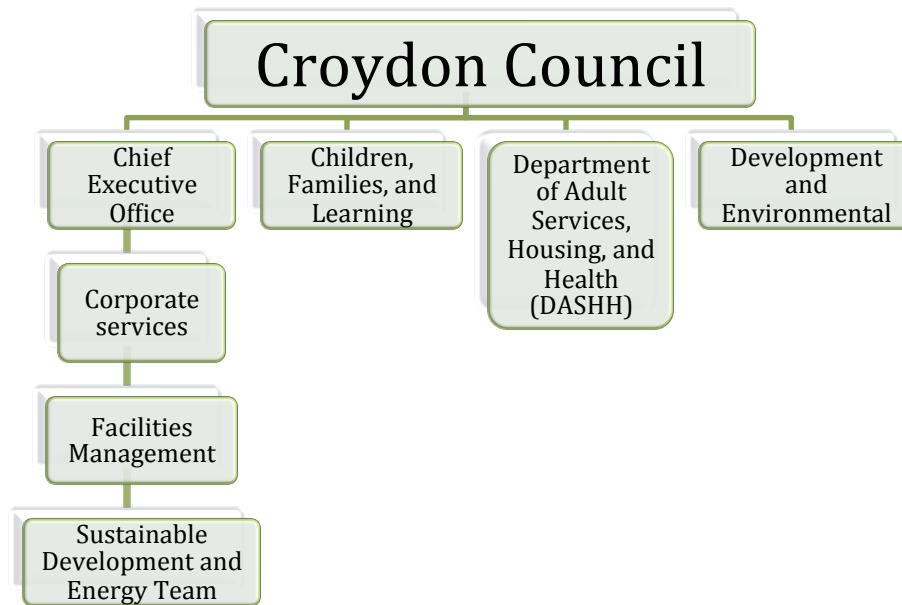 Croydon Council
Chief
Executive
Office
Children,
Families, and
Learning
Department
of Adult
Services,
Housing, and
Health
(DASHH)
Development
and
Environmental
Corporate
services
Facilities
Management
Sustainable
Development and
Energy Team